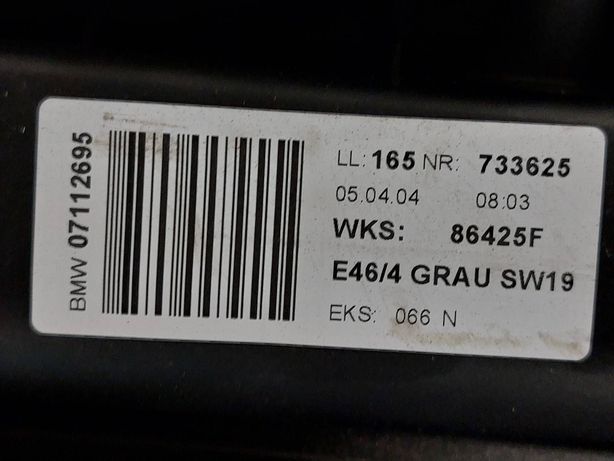 BMW 07112695
LL: 165 NR: 733625
05.04.04 08:03
WKS: 86425F
E46/4 GRAU SW19
EKS: 066 N